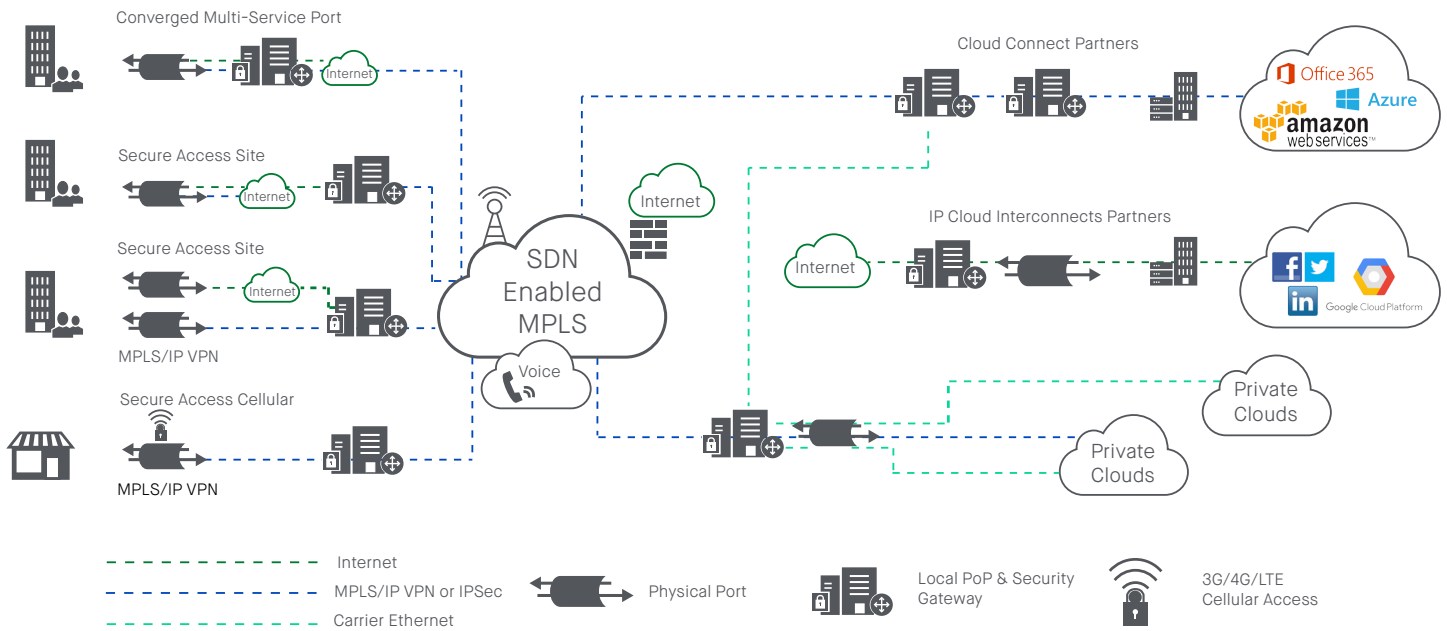 Converged Multi-Service Port
Internet
Secure Access Site
Internet
Secure Access Site
Internet
MPLS/IP VPN
Secure Access Cellular
MPLS/IP VPN
SDN
Enabled
MPLS
Voice
Internet
Cloud Connect Partners
Office 365
Azure
amazon
webservices™
IP Cloud Interconnects Partners
Internet
f
in
Google Cloud Platform
Private
Clouds
Private
Clouds
Internet
MPLS/IP VPN or IPSec
Carrier Ethernet
Physical Port
Local PoP & Security
Gateway
3G/4G/LTE
Cellular Access